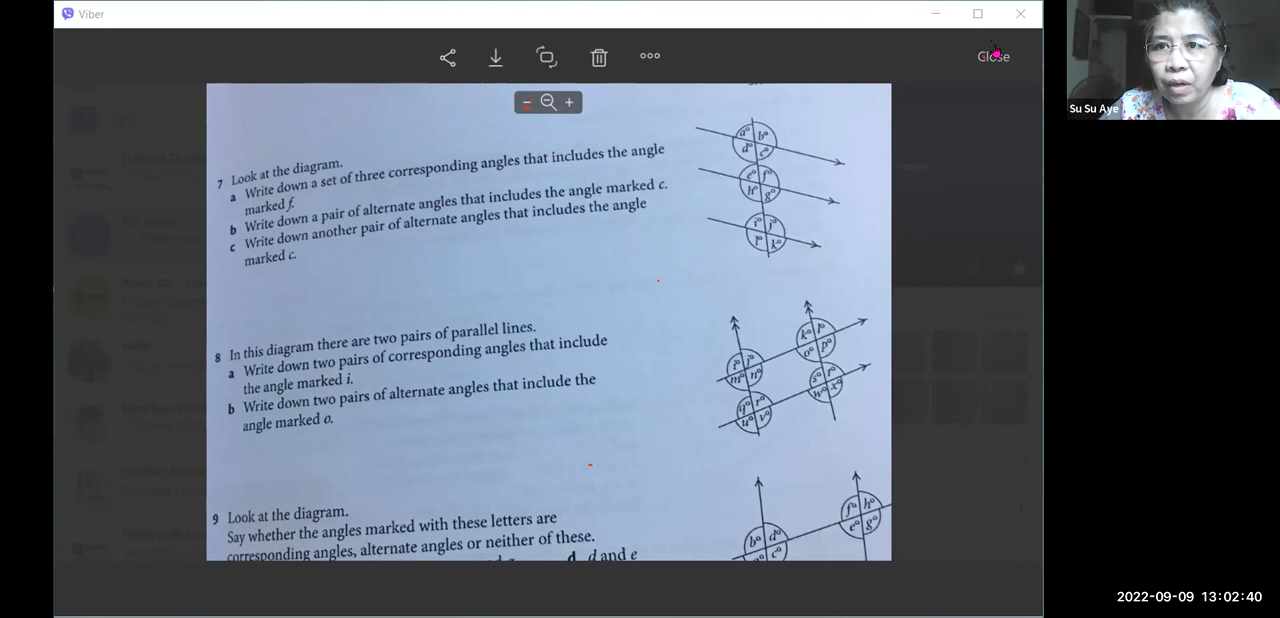 Viber
Close
7 Look at the diagram.
a Write down a set of three corresponding angles that includes the angle
marked f.
b Write down a pair of alternate angles that includes the angle marked c.
c Write down another pair of alternate angles that includes the angle
marked c.
a° b°
d° c°
e° f°
h° g°
i° j°
l° k°
8 In this diagram there are two pairs of parallel lines.
a Write down two pairs of corresponding angles that include
the angle marked i.
b Write down two pairs of alternate angles that include the
angle marked o.
k° l°
o° p°
i° j°
m° n°
s° t°
w° x°
q° r°
u° v°
9 Look at the diagram.
Say whether the angles marked with these letters are
corresponding angles, alternate angles or neither of these.
d d and e
f° h°
e° g°
b° d°
c°
Su Su Aye
2022-09-09 13:02:40